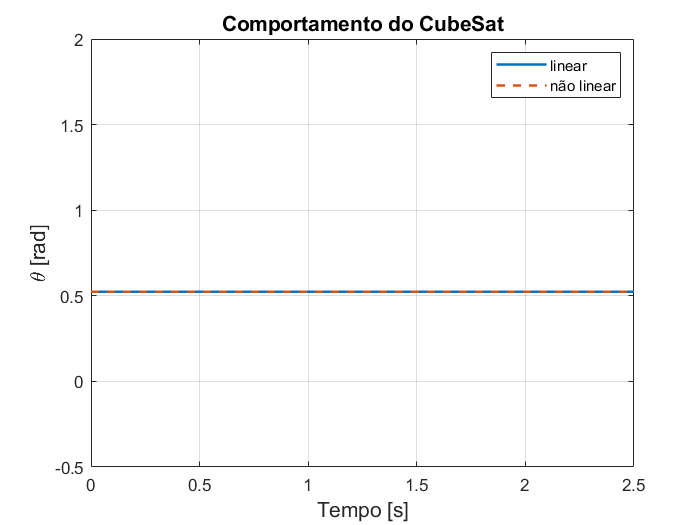 Comportamento do CubeSat
linear
não linear
2
1.5
1
0.5
0
-0.5
θ [rad]
0
0.5
1
1.5
2
2.5
Tempo [s]